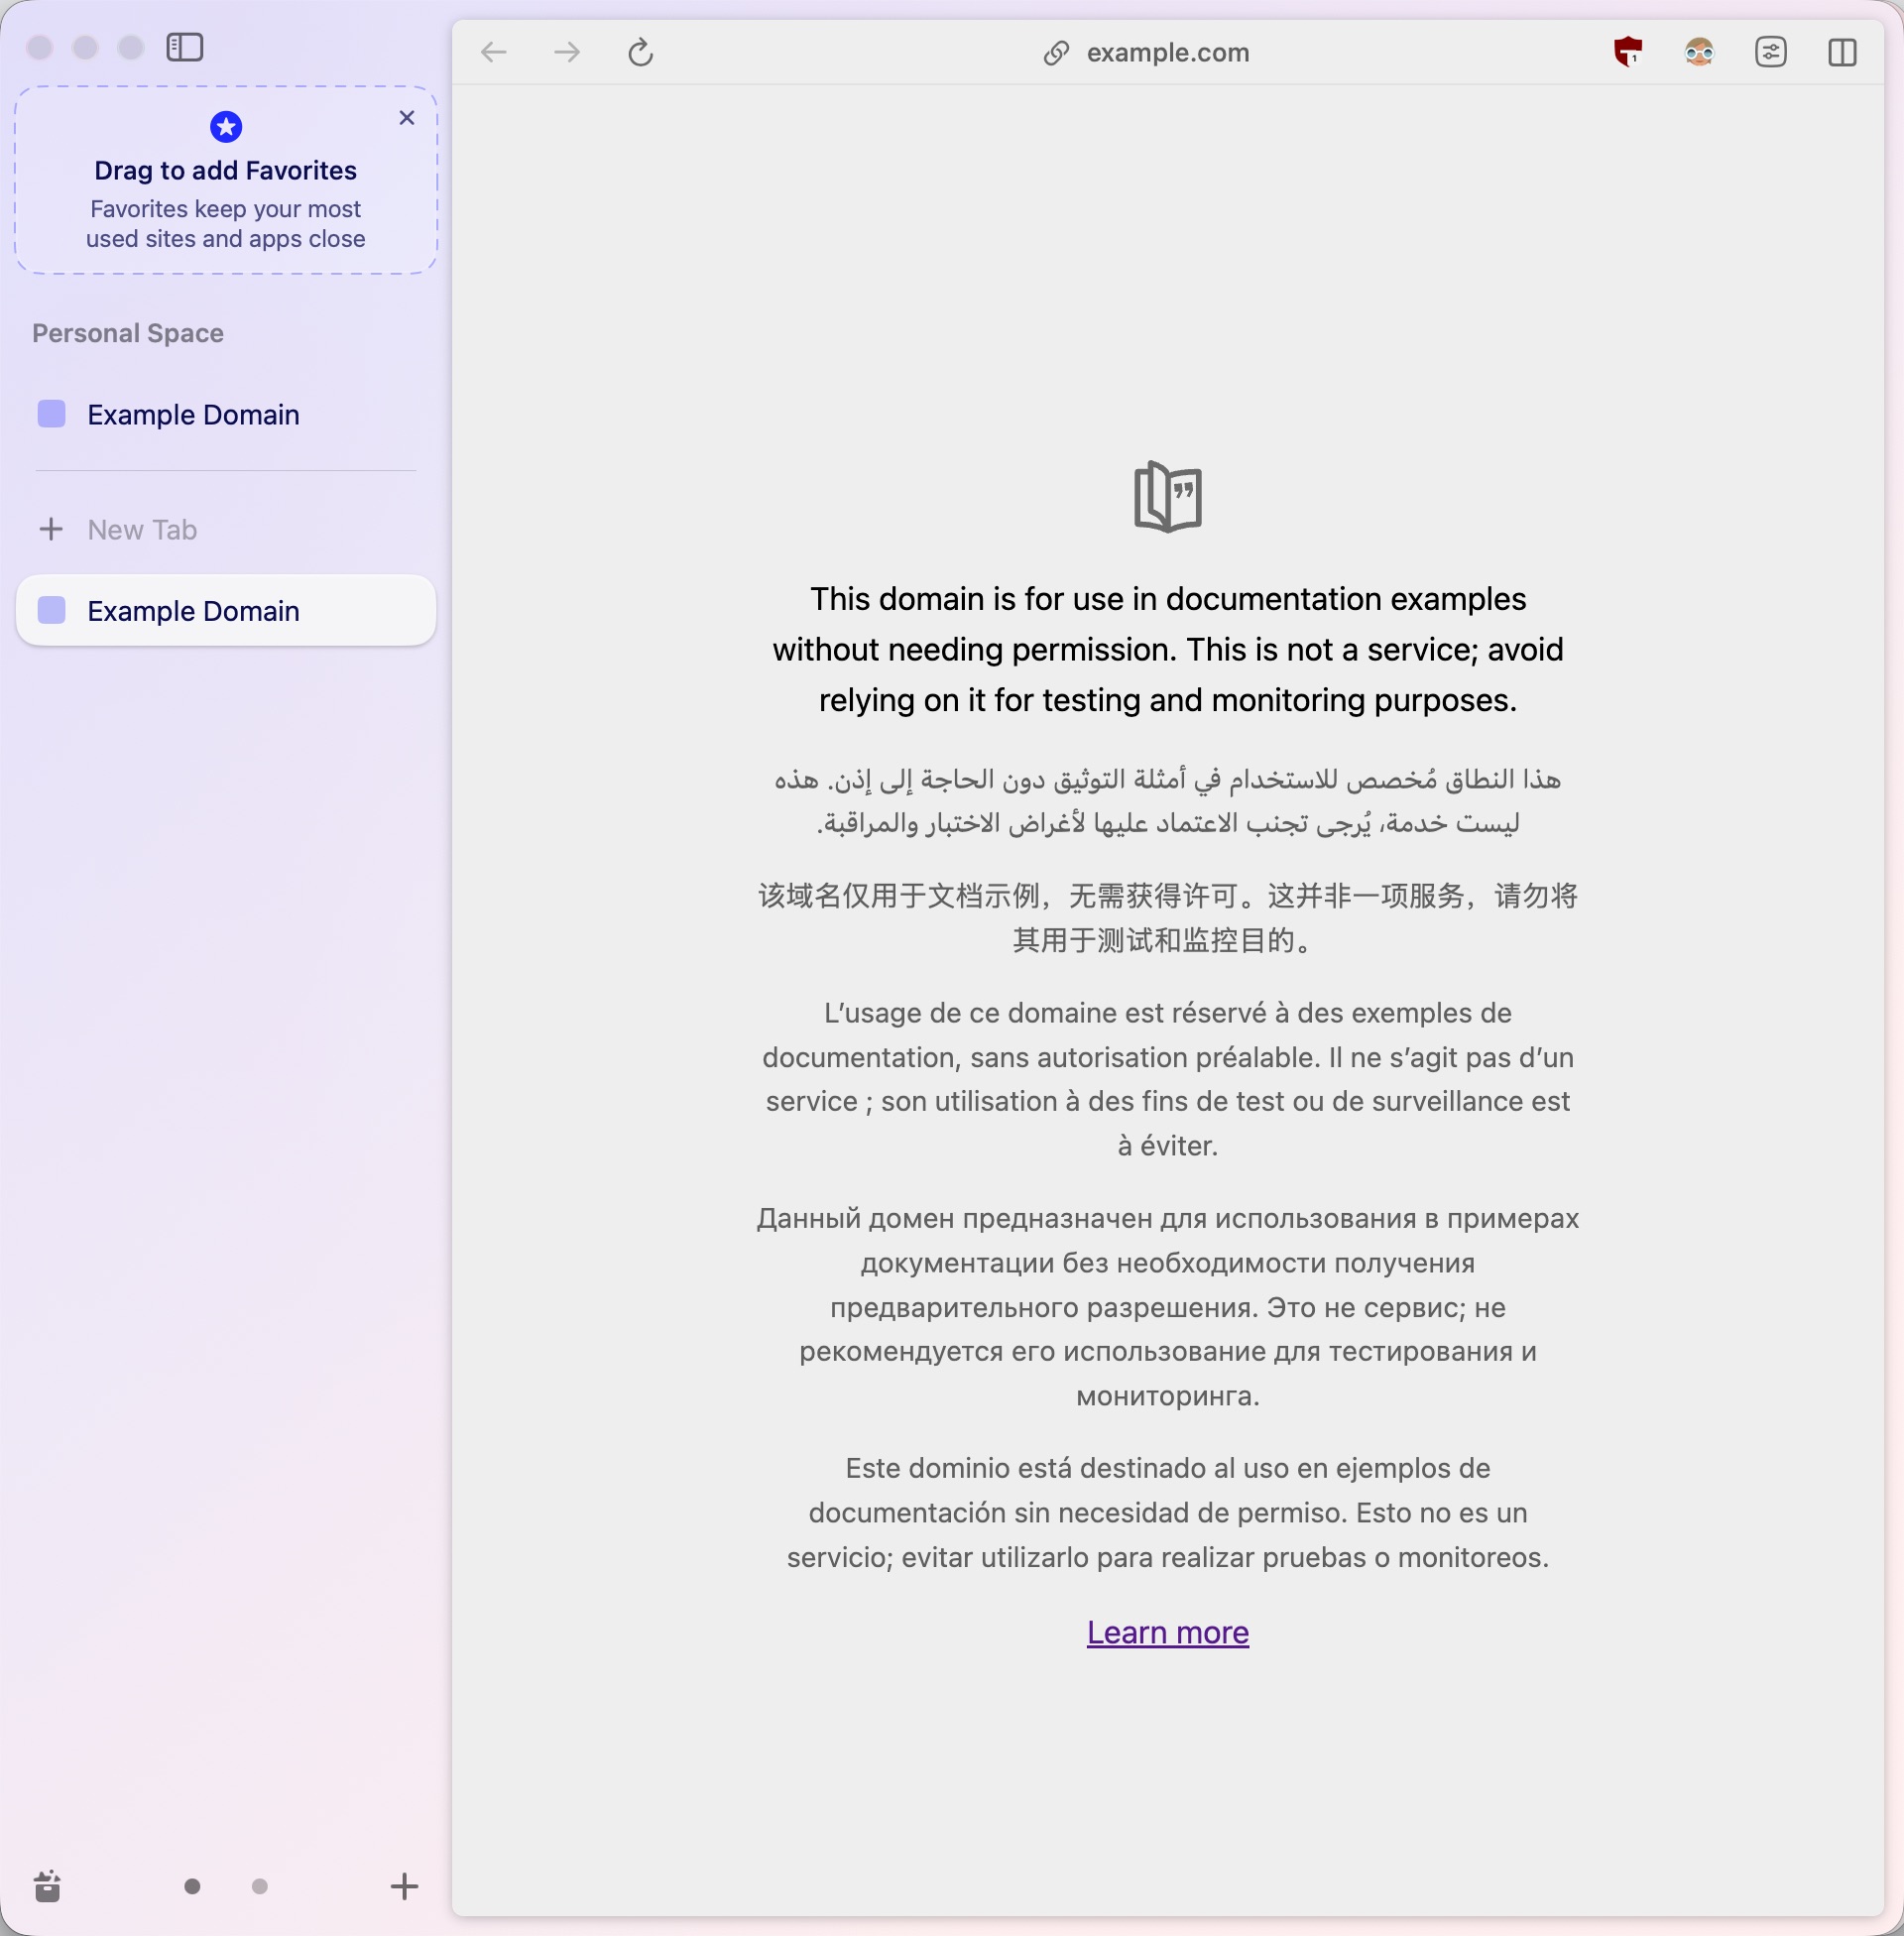 Drag to add Favorites
Favorites keep your most
used sites and apps close
Personal Space
Example Domain
New Tab
Example Domain
example.com
1
This domain is for use in documentation examples
without needing permission. This is not a service; avoid
relying on it for testing and monitoring purposes.
هذا النطاق مُخصص للاستخدام في أمثلة التوثيق دون الحاجة إلى إذن. هذه
ليست خدمة، يُرجى تجنب الاعتماد عليها لأغراض الاختبار والمراقبة.
该域名仅用于文档示例，无需获得许可。这并非一项服务，请勿将
其用于测试和监控目的。
L’usage de ce domaine est réservé à des exemples de
documentation, sans autorisation préalable. Il ne s’agit pas d’un
service ; son utilisation à des fins de test ou de surveillance est
à éviter.
Данный домен предназначен для использования в примерах
документации без необходимости получения
предварительного разрешения. Это не сервис; не
рекомендуется его использование для тестирования и
мониторинга.
Este dominio está destinado al uso en ejemplos de
documentación sin necesidad de permiso. Esto no es un
servicio; evitar utilizarlo para realizar pruebas o monitoreos.
Learn more